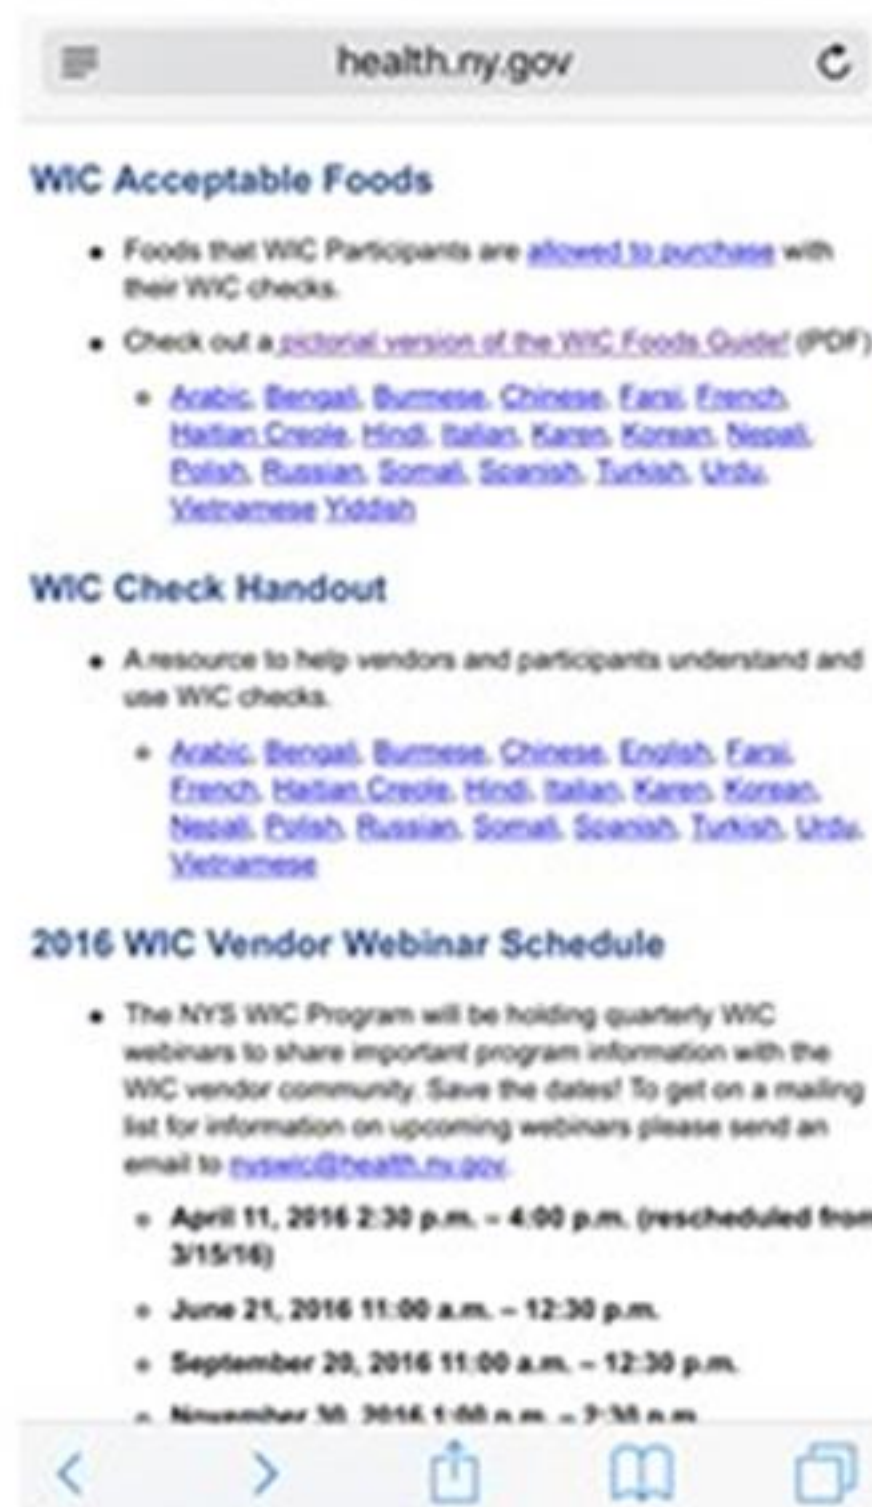 health.ny.gov
WIC Acceptable Foods
• Foods that WIC Participants are allowed to purchase with
their WIC checks.
• Check out a pictorial version of the WIC Foods Guide! (PDF)
Arabic, Bengali, Burmese, Chinese, Farsi, French,
Haitian Creole, Hindi, Italian, Karen, Korean, Nepali,
Polish, Russian, Somali, Spanish, Turkish, Urdu,
Vietnamese Yiddish
WIC Check Handout
• A resource to help vendors and participants understand and
use WIC checks.
Arabic, Bengali, Burmese, Chinese, English, Farsi,
French, Haitian Creole, Hindi, Italian, Karen, Korean,
Nepali, Polish, Russian, Somali, Spanish, Turkish, Urdu,
Vietnamese
2016 WIC Vendor Webinar Schedule
• The NYS WIC Program will be holding quarterly WIC
webinars to share important program information with the
WIC vendor community. Save the dates! To get on a mailing
list for information on upcoming webinars please send an
email to nyswic@health.ny.gov.
April 11, 2016 2:30 p.m. – 4:00 p.m. (rescheduled from
3/15/16)
June 21, 2016 11:00 a.m. – 12:30 p.m.
September 20, 2016 11:00 a.m. – 12:30 p.m.
November 30, 2016 1:00 p.m. – 2:30 p.m.